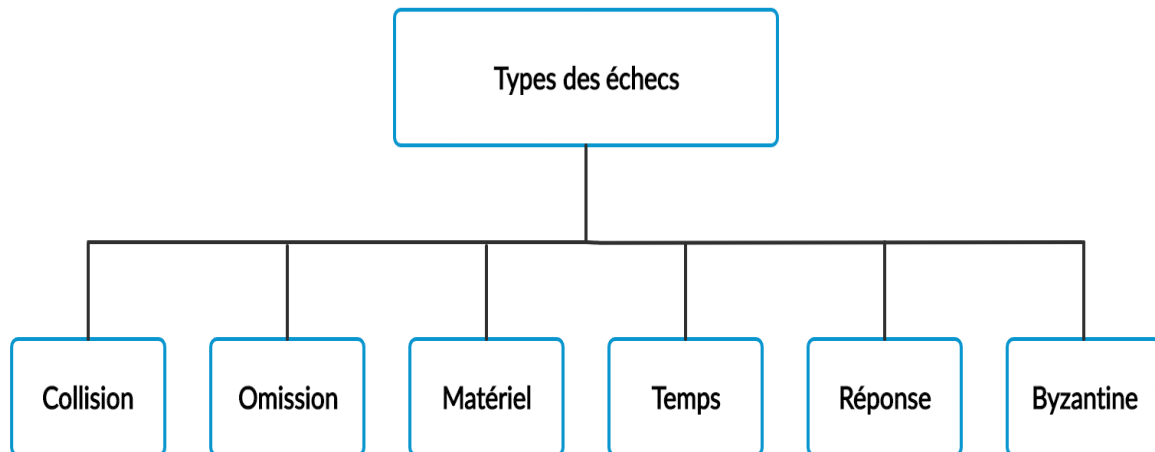 Types des échecs
Collision
Omission
Matériel
Temps
Réponse
Byzantine